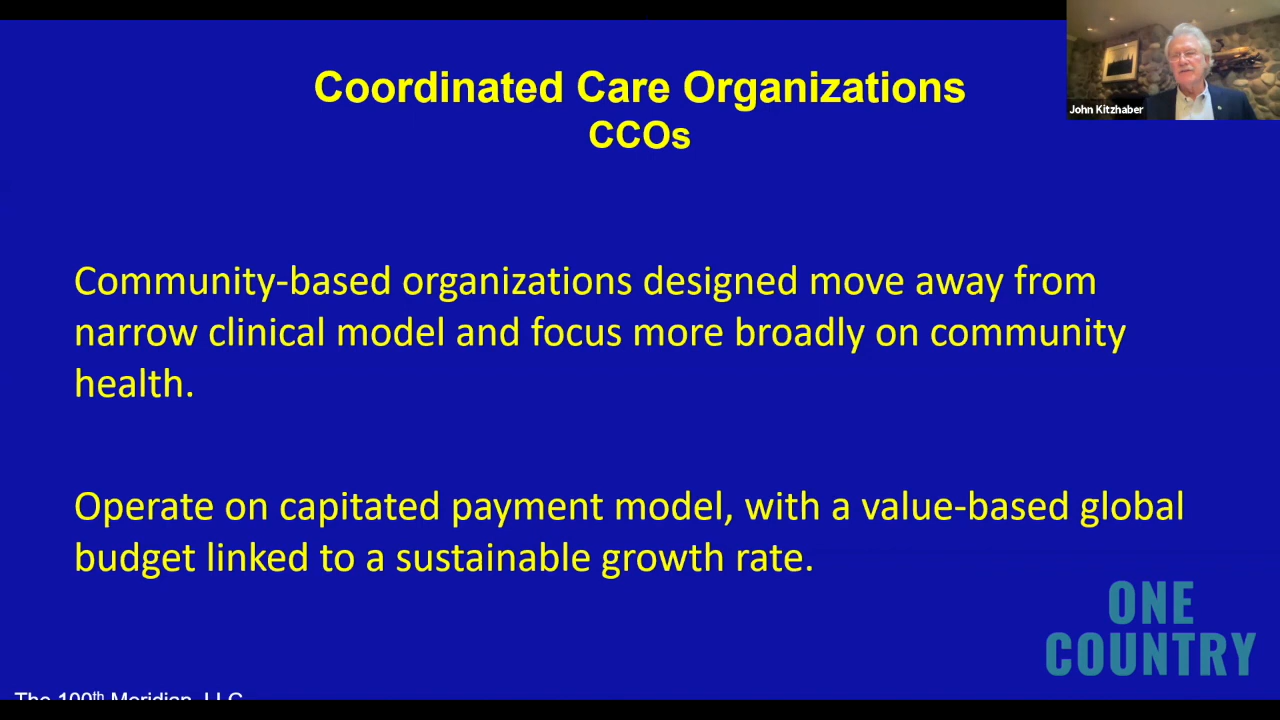 Coordinated Care Organizations
CCOs
John Kitzhaber
Community-based organizations designed move away from
narrow clinical model and focus more broadly on community
health.
Operate on capitated payment model, with a value-based global
budget linked to a sustainable growth rate.
ONE
COUNTRY
The 100th Meridian, LLC